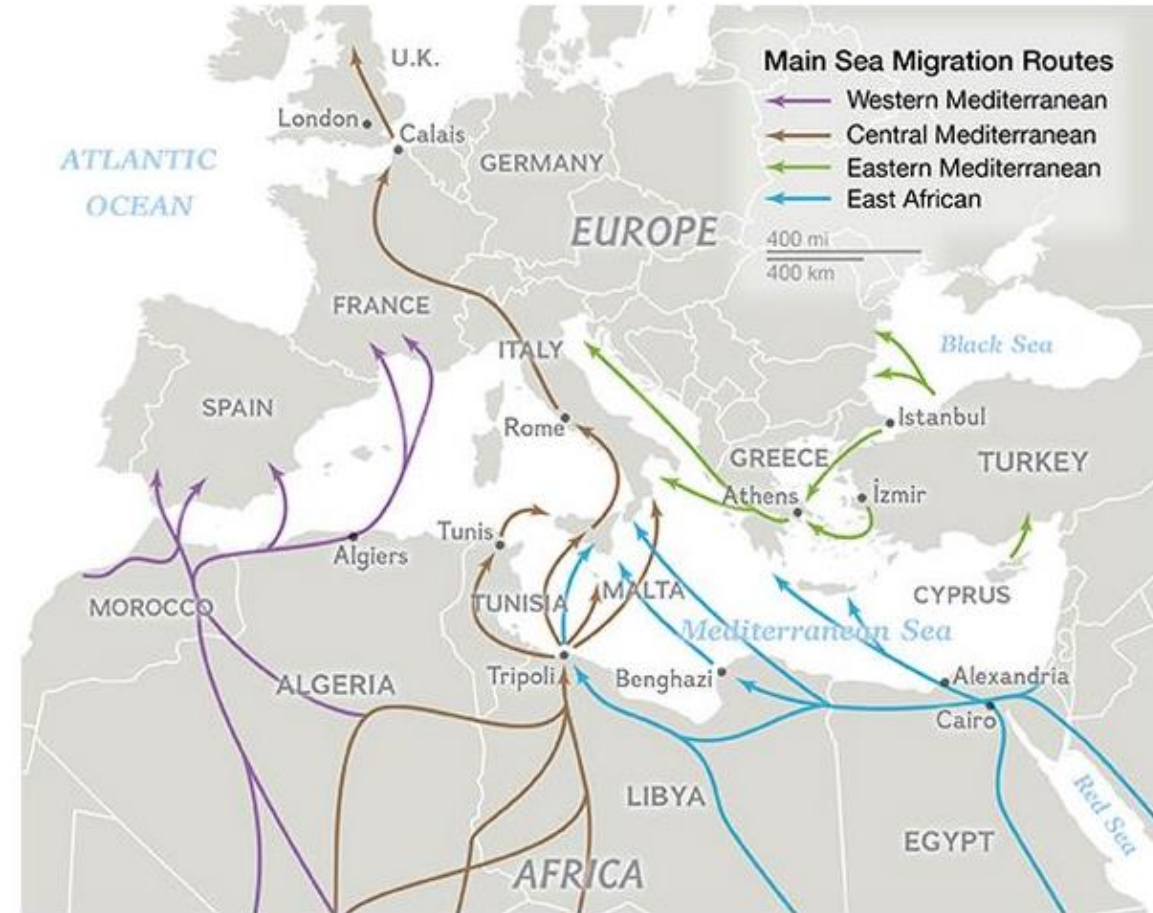 Main Sea Migration Routes
Western Mediterranean
Central Mediterranean
Eastern Mediterranean
East African
400 mi
400 km
U.K.
London
Calais
ATLANTIC
OCEAN
GERMANY
EUROPE
FRANCE
ITALY
Black Sea
SPAIN
Rome
Istanbul
GREECE
TURKEY
Athens
İzmir
Tunis
Algiers
MOROCCO
TUNISIA
MALTA
CYPRUS
Mediterranean Sea
Tripoli
Benghazi
Alexandria
ALGERIA
Cairo
LIBYA
Red Sea
EGYPT
AFRICA